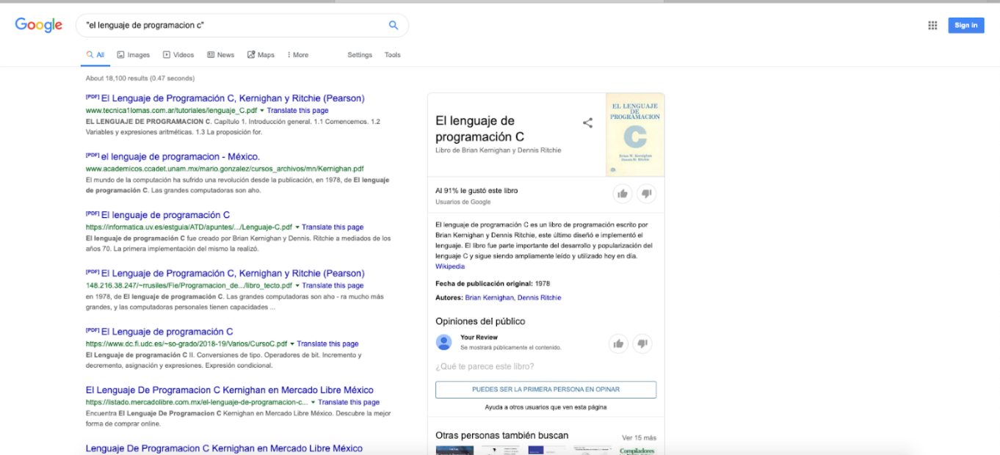 Google
"el lenguaje de programacion c"
Sign in
All
Images
Videos
News
Maps
More
Settings
Tools
About 18,100 results (0.47 seconds)
[PDF] El Lenguaje de Programación C, Kernighan y Ritchie (Pearson)
www.tecnica1lomas.com.ar/tutoriales/lenguaje_C.pdf Translate this page
EL LENGUAJE DE PROGRAMACION C. Capítulo 1. Introducción general. 1.1 Comencemos. 1.2
Variables y expresiones aritméticas. 1.3 La proposición for.
[PDF] el lenguaje de programacion - México.
www.academicos.ccadet.unam.mx/mario.gonzalez/cursos_archivos/mn/Kernighan.pdf
El mundo de la computación ha sufrido una revolución desde la publicación, en 1978, de El lenguaje
de programación C. Las grandes computadoras son aho.
[PDF] El lenguaje de programación C
https://informatica.uv.es/estguia/ATD/apuntes/.../Lenguaje-C.pdf Translate this page
El lenguaje de programación C fue creado por Brian Kernighan y Dennis. Ritchie a mediados de los
años 70. La primera implementación del mismo la realizó.
[PDF] El Lenguaje de Programación C, Kernighan y Ritchie (Pearson)
148.216.38.247/~rrusiles/Fie/Programacion_de.../libro_tecto.pdf Translate this page
en 1978, de El lenguaje de programación C. Las grandes computadoras son aho - ra mucho más
grandes, y las computadoras personales tienen capacidades ...
[PDF] El Lenguaje de programación C
https://www.dc.fi.udc.es/~so-grado/2018-19/Varios/CursoC.pdf Translate this page
El Lenguaje de programación C II. Conversiones de tipo. Operadores de bit. Incremento y
decremento, asignación y expresiones. Expresión condicional.
El Lenguaje De Programacion C Kernighan en Mercado Libre México
https://listado.mercadolibre.com.mx/el-lenguaje-de-programacion-c... Translate this page
Encuentra El Lenguaje De Programacion C Kernighan en Mercado Libre México. Descubre la mejor
forma de comprar online.
Lenguaje De Programacion C Kernighan en Mercado Libre México
El lenguaje de
programación C
Libro de Brian Kernighan y Dennis Ritchie
EL LENGUAJE
DE
PROGRAMACION
C
Brian W. Kernighan
Dennis M. Ritchie
Al 91% le gustó este libro
Usuarios de Google
El lenguaje de programación C es un libro de programación escrito por
Brian Kernighan y Dennis Ritchie, este último diseñó e implementó el
lenguaje. El libro fue parte importante del desarrollo y popularización del
lenguaje C y sigue siendo ampliamente leído y utilizado hoy en día.
Wikipedia
Fecha de publicación original: 1978
Autores: Brian Kernighan, Dennis Ritchie
Opiniones del público
Your Review
Se mostrará públicamente el contenido.
¿Qué te parece este libro?
PUEDES SER LA PRIMERA PERSONA EN OPINAR
Ayuda a otros usuarios que ven esta página
Otras personas también buscan
Ver 15 más
Compiladores